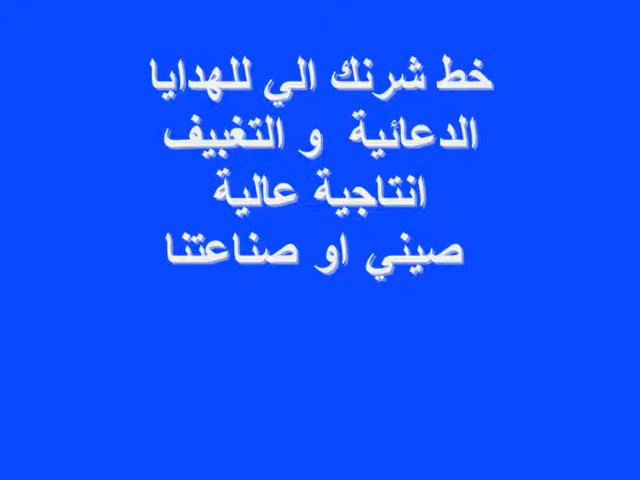 خط شرنك الي للهدايا
الدعائية و التغبيف
انتاجية عالية
صيني او صناعتنا